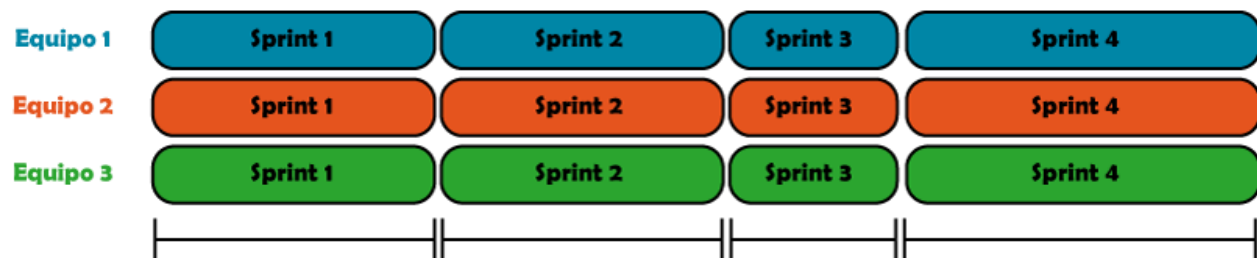 Equipo 1 Sprint 1 Sprint 2 Sprint 3 Sprint 4
Equipo 2 Sprint 1 Sprint 2 Sprint 3 Sprint 4
Equipo 3 Sprint 1 Sprint 2 Sprint 3 Sprint 4